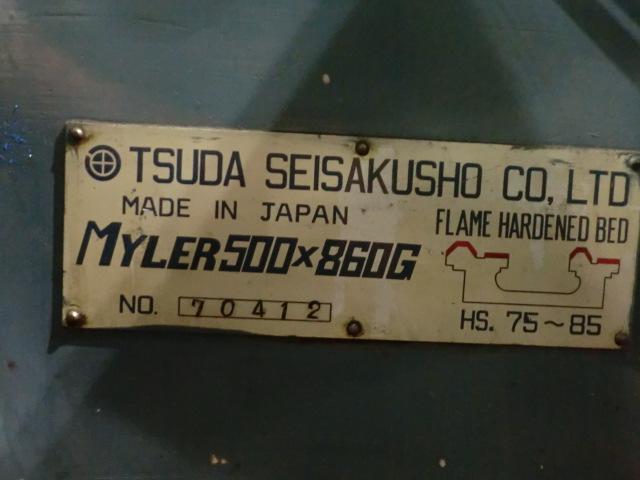 TSUDA SEISAKUSHO CO, LTD
MADE IN JAPAN
MYLER500×860G
NO. 70412
FLAME HARDENED BED
HS. 75~85